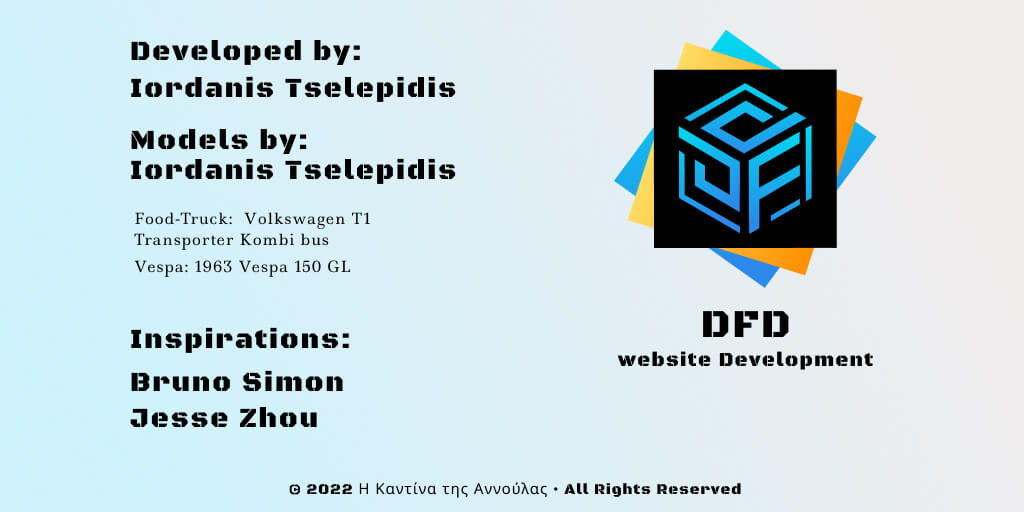 Developed by:
Iordanis Tselepidis
Models by:
Iordanis Tselepidis
Food-Truck: Volkswagen T1
Transporter Kombi bus
Vespa: 1963 Vespa 150 GL
Inspirations:
Bruno Simon
Jesse Zhou
DFD
website Development
© 2022 Η Καντίνα της Αννούλας • All Rights Reserved